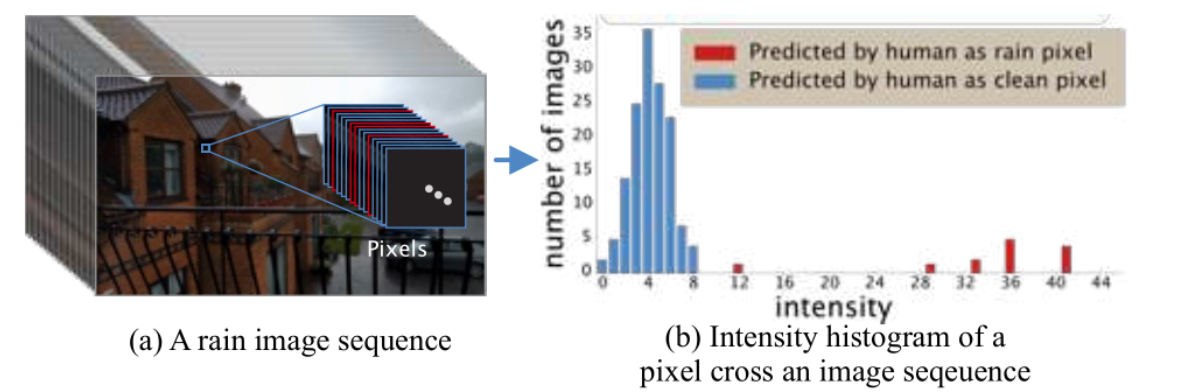 Pixels
(a) A rain image sequence
number of images
35
30
25
20
15
10
5
0
Predicted by human as rain pixel
Predicted by human as clean pixel
0 4 8 12 16 20 24 28 32 36 40 44
intensity
(b) Intensity histogram of a
pixel cross an image seqeuence